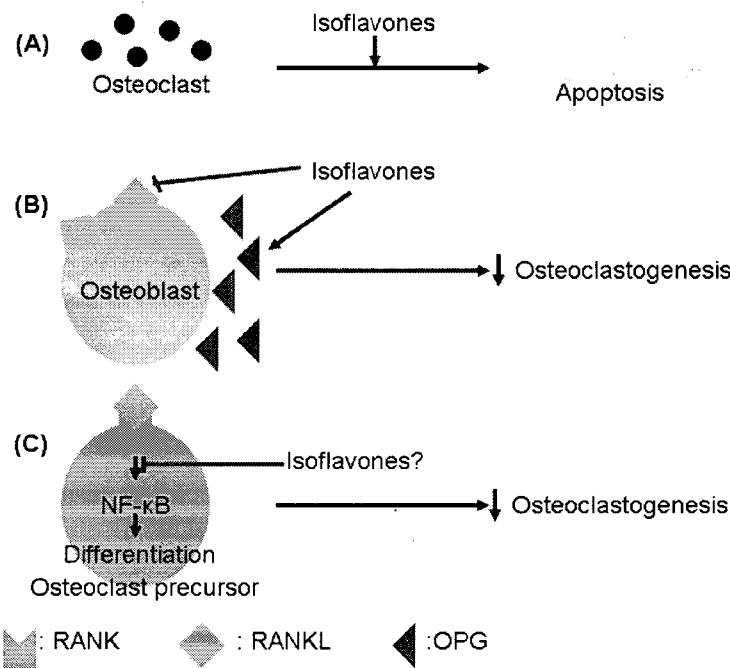 Isoflavones
(A)
Osteoclast
Apoptosis
Isoflavones
(B)
Osteoblast
Osteoclastogenesis
(C)
Isoflavones?
NF-κB
Osteoclastogenesis
Differentiation
Osteoclast precursor
: RANK : RANKL :OPG